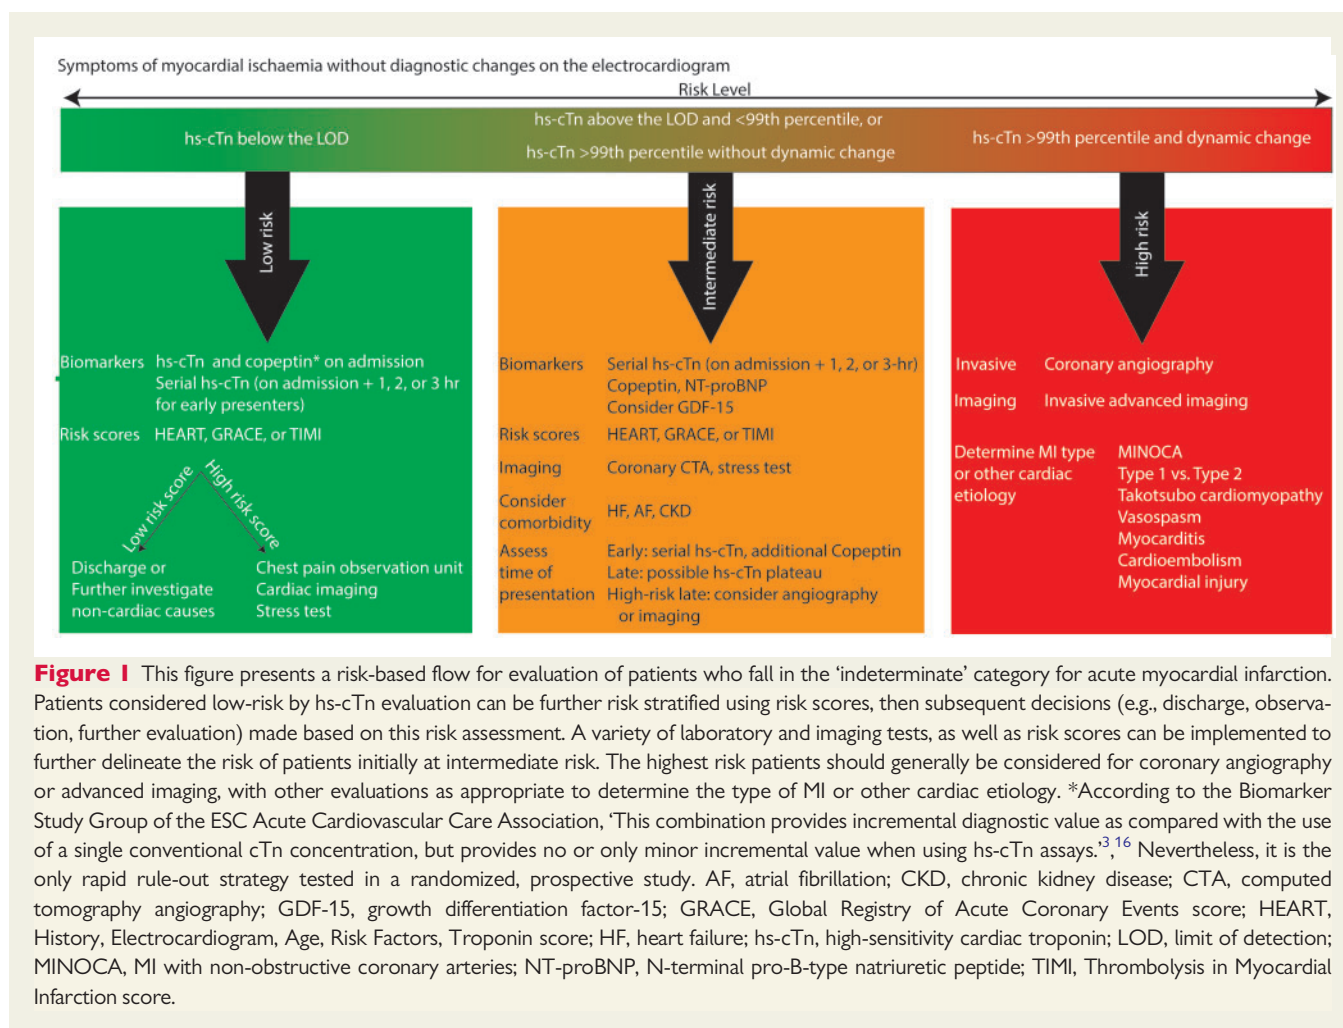 Symptoms of myocardial ischaemia without diagnostic changes on the electrocardiogram
Risk Level
hs-cTn below the LOD
hs-cTn above the LOD and <99th percentile, or
hs-cTn >99th percentile without dynamic change
hs-cTn >99th percentile and dynamic change
Low risk
Biomarkers hs-cTn and copeptin* on admission
Serial hs-cTn (on admission + 1, 2, or 3 hr
for early presenters)
Risk scores HEART, GRACE, or TIMI
Low risk score
High risk score
Discharge or
Further investigate
non-cardiac causes
Chest pain observation unit
Cardiac imaging
Stress test
Intermediate risk
Biomarkers Serial hs-cTn (on admission + 1, 2, or 3-hr)
Copeptin, NT-proBNP
Consider GDF-15
Risk scores HEART, GRACE, or TIMI
Imaging Coronary CTA, stress test
Consider
comorbidity HF, AF, CKD
Assess Early: serial hs-cTn, additional Copeptin
time of Late: possible hs-cTn plateau
presentation High-risk late: consider angiography
or imaging
High risk
Invasive Coronary angiography
Imaging Invasive advanced imaging
Determine MI type MINOCA
or other cardiac Type 1 vs. Type 2
etiology Takotsubo cardiomyopathy
Vasospasm
Myocarditis
Cardioembolism
Myocardial injury
Figure 1 This figure presents a risk-based flow for evaluation of patients who fall in the ‘indeterminate’ category for acute myocardial infarction.
Patients considered low-risk by hs-cTn evaluation can be further risk stratified using risk scores, then subsequent decisions (e.g., discharge, observa-
tion, further evaluation) made based on this risk assessment. A variety of laboratory and imaging tests, as well as risk scores can be implemented to
further delineate the risk of patients initially at intermediate risk. The highest risk patients should generally be considered for coronary angiography
or advanced imaging, with other evaluations as appropriate to determine the type of MI or other cardiac etiology. *According to the Biomarker
Study Group of the ESC Acute Cardiovascular Care Association, ‘This combination provides incremental diagnostic value as compared with the use
of a single conventional cTn concentration, but provides no or only minor incremental value when using hs-cTn assays.’3,16 Nevertheless, it is the
only rapid rule-out strategy tested in a randomized, prospective study. AF, atrial fibrillation; CKD, chronic kidney disease; CTA, computed
tomography angiography; GDF-15, growth differentiation factor-15; GRACE, Global Registry of Acute Coronary Events score; HEART,
History, Electrocardiogram, Age, Risk Factors, Troponin score; HF, heart failure; hs-cTn, high-sensitivity cardiac troponin; LOD, limit of detection;
MINOCA, MI with non-obstructive coronary arteries; NT-proBNP, N-terminal pro-B-type natriuretic peptide; TIMI, Thrombolysis in Myocardial
Infarction score.